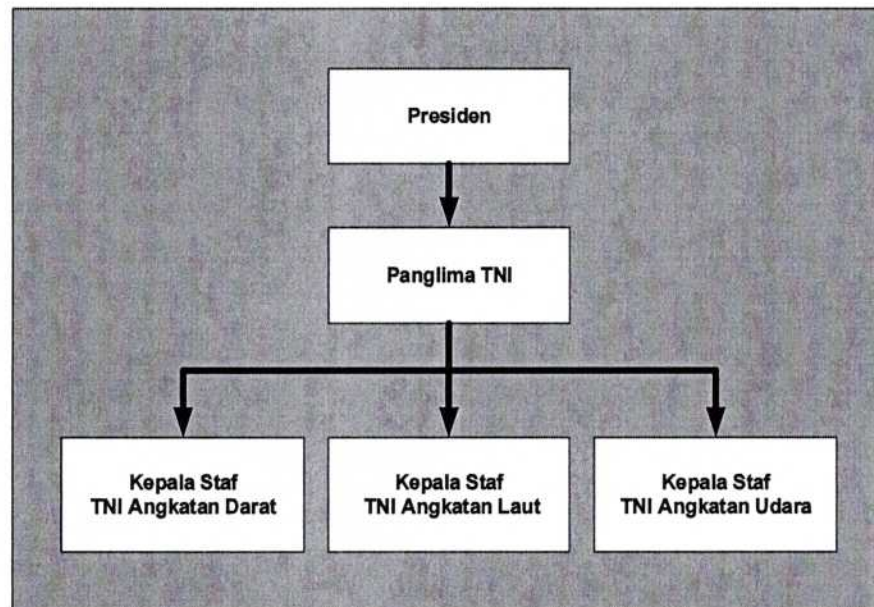 Presiden
Panglima TNI
Kepala Staf
TNI Angkatan Darat
Kepala Staf
TNI Angkatan Laut
Kepala Staf
TNI Angkatan Udara